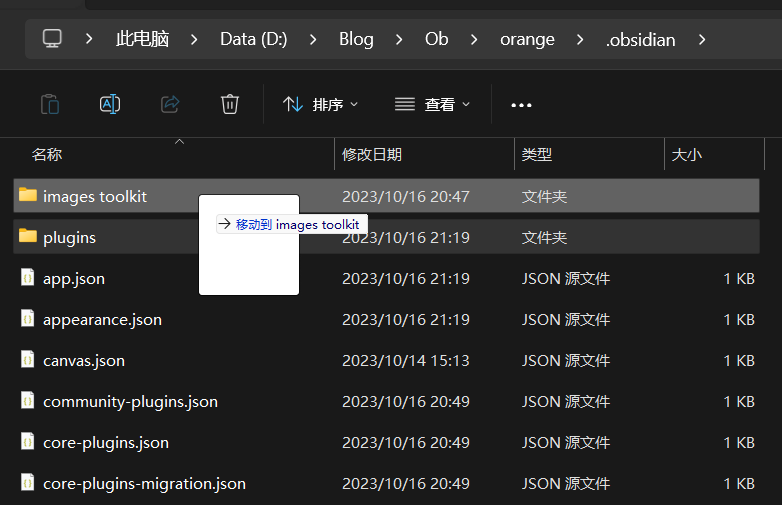 此电脑 Data (D:) Blog Ob orange .obsidian
排序 查看
名称 修改日期 类型 大小
images toolkit 2023/10/16 20:47 文件夹
移动到 images toolkit
plugins 2023/10/16 21:19 文件夹
app.json 2023/10/16 21:19 JSON 源文件 1 KB
appearance.json 2023/10/16 21:19 JSON 源文件 1 KB
canvas.json 2023/10/14 15:13 JSON 源文件 1 KB
community-plugins.json 2023/10/16 20:49 JSON 源文件 1 KB
core-plugins.json 2023/10/16 20:49 JSON 源文件 1 KB
core-plugins-migration.json 2023/10/16 20:49 JSON 源文件 1 KB